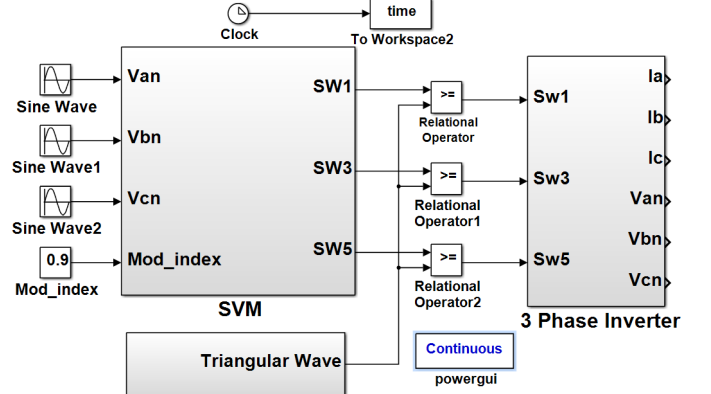 time
Clock
To Workspace2
Van
Sine Wave
Vbn
Sine Wave1
Vcn
Sine Wave2
0.9
Mod_index
Mod_index
SW1
SW3
SW5
SVM
>=
Relational
Operator
>=
Relational
Operator1
>=
Relational
Operator2
Sw1
Sw3
Sw5
Ia
Ib
Ic
Van
Vbn
Vcn
3 Phase Inverter
Triangular Wave
Continuous
powergui